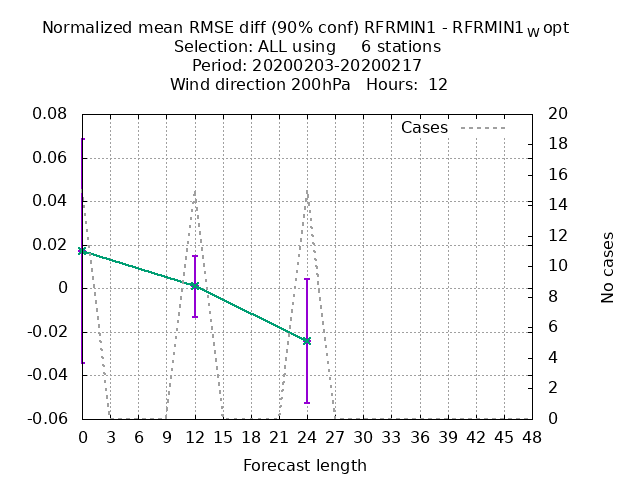 Normalized mean RMSE diff (90% conf) RFRMIN1 - RFRMIN1wopt
Selection: ALL using 6 stations
Period: 20200203-20200217
Wind direction 200hPa Hours: 12
0.08
0.06
0.04
0.02
0
-0.02
-0.04
-0.06
Cases
20
18
16
14
12
10
8
6
4
2
0
No cases
0 3 6 9 12 15 18 21 24 27 30 33 36 39 42 45 48
Forecast length